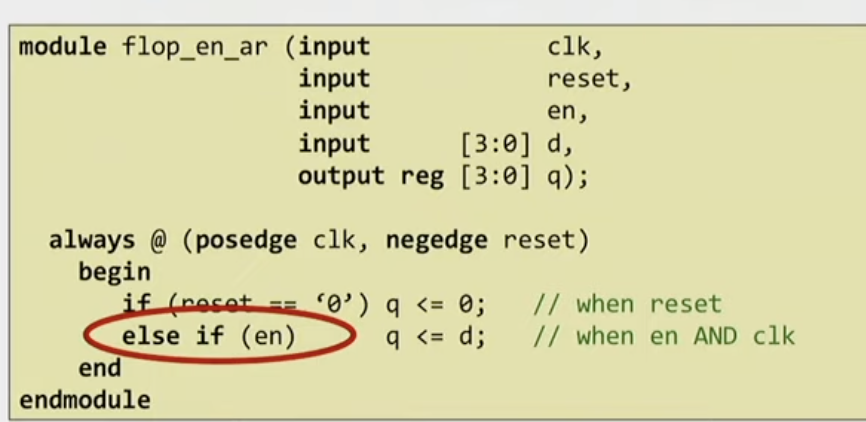 module flop_en_ar (input clk,
input reset,
input en,
input [3:0] d,
output reg [3:0] q);
always @ (posedge clk, negedge reset)
begin
if (reset == ‘0’) q <= 0; // when reset
else if (en) q <= d; // when en AND clk
end
endmodule